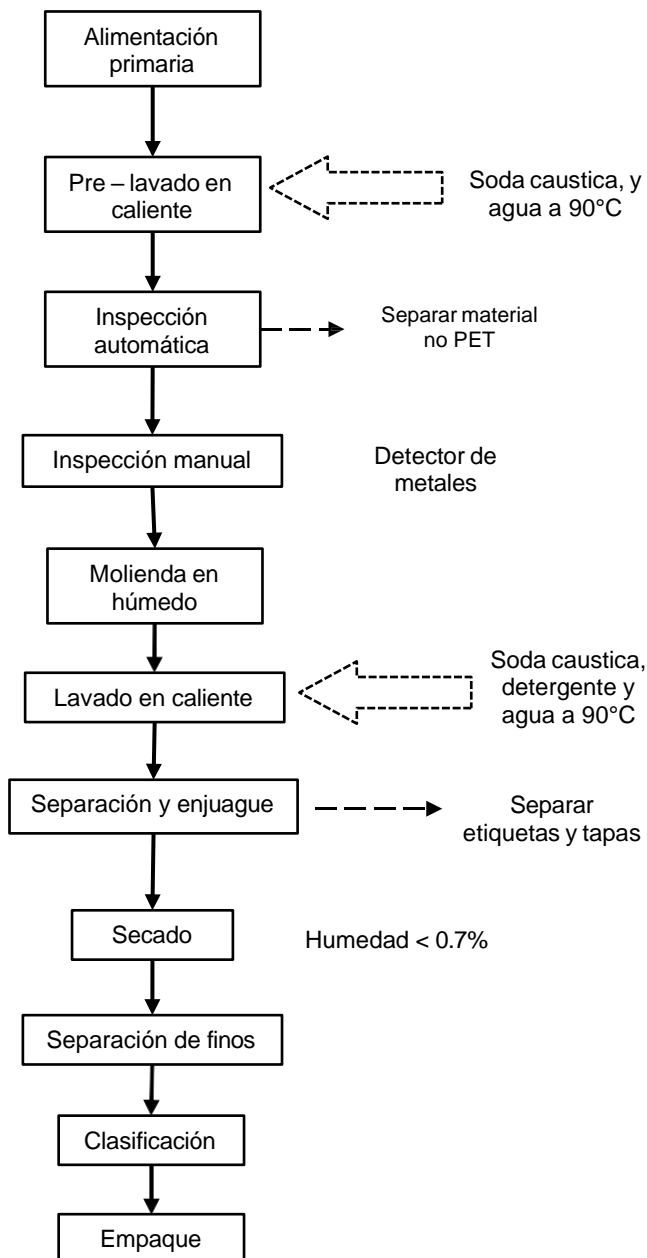 Alimentación
primaria
Pre – lavado en
caliente
Soda caustica, y
agua a 90°C
Inspección
automática
Separar material
no PET
Inspección manual
Detector de
metales
Molienda en
húmedo
Lavado en caliente
Soda caustica,
detergente y
agua a 90°C
Separación y enjuague
Separar
etiquetas y tapas
Secado
Humedad < 0.7%
Separación de finos
Clasificación
Empaque